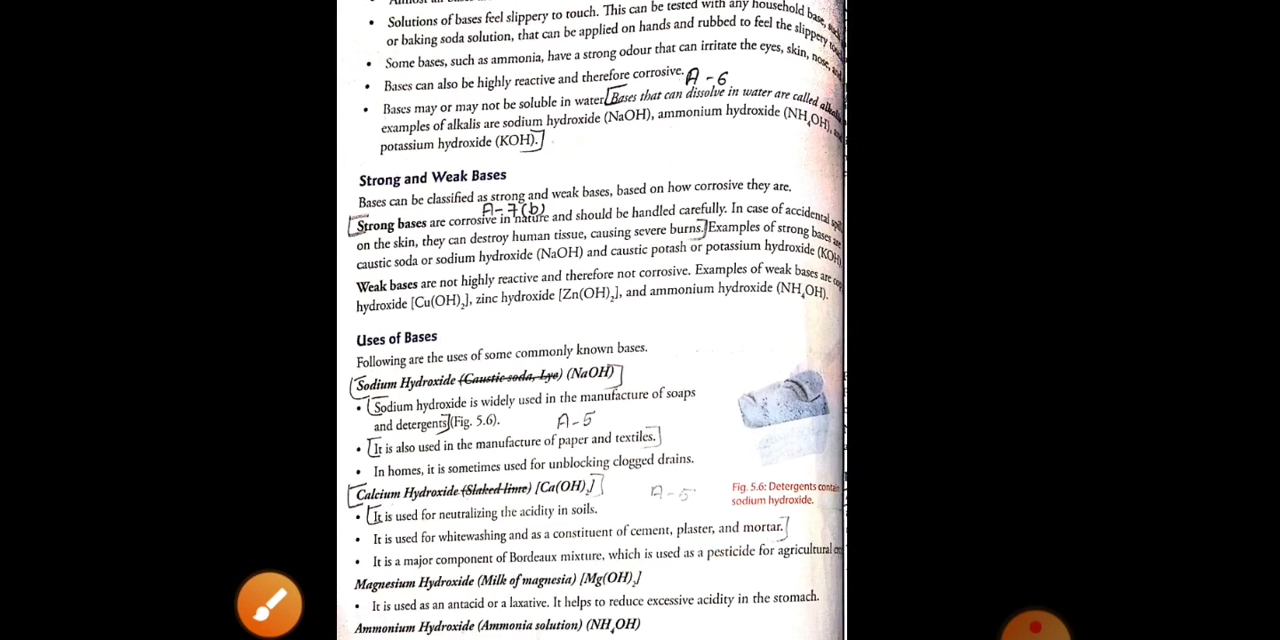 • Solutions of bases feel slippery to touch. This can be tested with any household base,
or baking soda solution, that can be applied on hands and rubbed to feel the slippery
• Some bases, such as ammonia, have a strong odour that can irritate the eyes, skin, nose,
• Bases can also be highly reactive and therefore corrosive.
A-6
• Bases may or may not be soluble in water. [Bases that can dissolve in water are called
examples of alkalis are sodium hydroxide (NaOH), ammonium hydroxide (NH₄OH),
potassium hydroxide (KOH).]
Strong and Weak Bases
Bases can be classified as strong and weak bases, based on how corrosive they are.
A-7(b)
[Strong bases are corrosive in nature and should be handled carefully. In case of accidental
on the skin, they can destroy human tissue, causing severe burns.] Examples of strong bases are
caustic soda or sodium hydroxide (NaOH) and caustic potash or potassium hydroxide (KOH)
Weak bases are not highly reactive and therefore not corrosive. Examples of weak bases are
hydroxide [Cu(OH)₂], zinc hydroxide [Zn(OH)₂], and ammonium hydroxide (NH₄OH).
Uses of Bases
Following are the uses of some commonly known bases.
[Sodium Hydroxide (Caustic soda, Lye) (NaOH)]
• [Sodium hydroxide is widely used in the manufacture of soaps
and detergents] (Fig. 5.6).
A-5
• [It is also used in the manufacture of paper and textiles.]
• In homes, it is sometimes used for unblocking clogged drains.
[Calcium Hydroxide (Slaked lime) [Ca(OH)₂]]
A-5
Fig. 5.6: Detergents contain
sodium hydroxide.
• [It is used for neutralizing the acidity in soils.
• It is used for whitewashing and as a constituent of cement, plaster, and mortar.]
• It is a major component of Bordeaux mixture, which is used as a pesticide for agricultural
Magnesium Hydroxide (Milk of magnesia) [Mg(OH)₂]
• It is used as an antacid or a laxative. It helps to reduce excessive acidity in the stomach.
Ammonium Hydroxide (Ammonia solution) (NH₄OH)